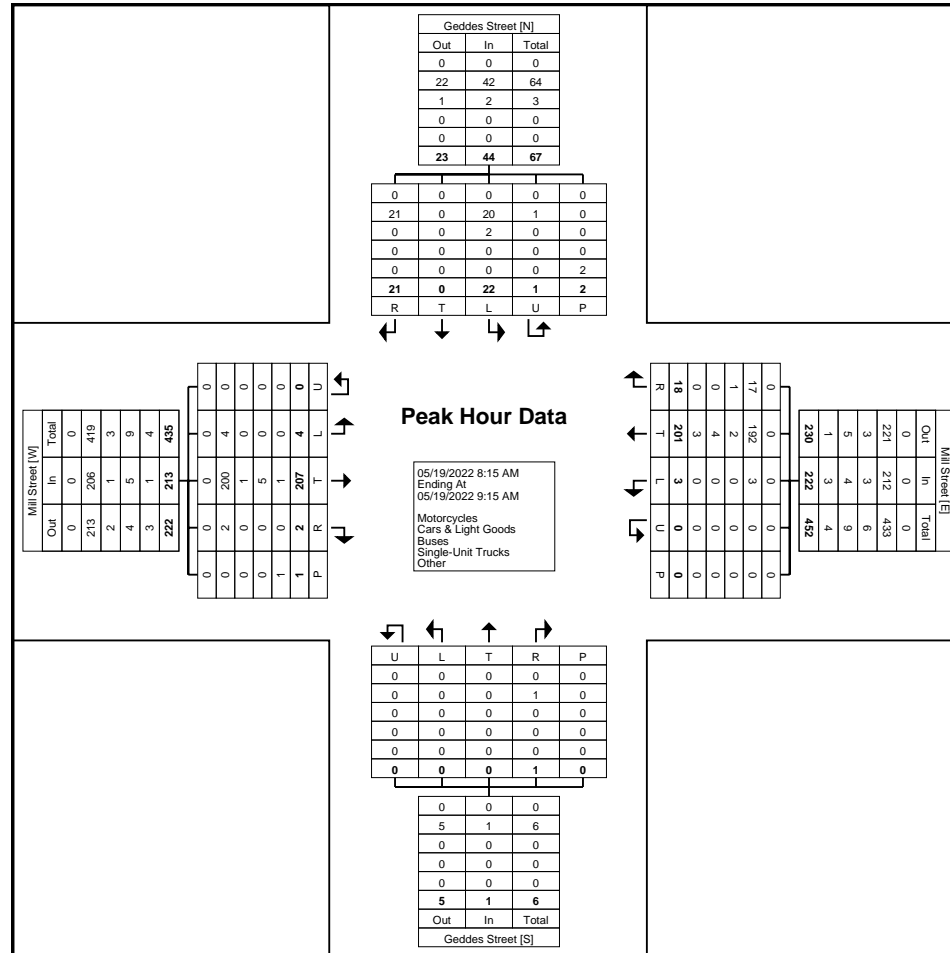 Geddes Street [N]
Out In Total
0 0 0
22 42 64
1 2 3
0 0 0
0 0 0
23 44 67
0 0 0 0 0
21 0 20 1 0
0 0 2 0 0
0 0 0 0 0
0 0 0 0 2
21 0 22 1 2
R T L U P
Mill Street [W]
Total 0 419 3 9 4 435
In 0 206 1 5 1 213
Out 0 213 2 4 3 222
0 0 0 0 0 0 U
0 4 0 0 0 4 L
0 200 1 5 1 207 T
0 2 0 0 0 2 R
0 0 0 0 1 1 P
Peak Hour Data
05/19/2022 8:15 AM
Ending At
05/19/2022 9:15 AM
Motorcycles
Cars & Light Goods
Buses
Single-Unit Trucks
Other
R 18 0 0 1 17 0
T 201 3 4 2 192 0
L 3 0 0 0 3 0
U 0 0 0 0 0 0
P 0 0 0 0 0 0
230 1 5 3 221 0 Out
222 3 4 3 212 0 In
452 4 9 6 433 0 Total
Mill Street [E]
U L T R P
0 0 0 0 0
0 0 0 1 0
0 0 0 0 0
0 0 0 0 0
0 0 0 0 0
0 0 0 1 0
0 0 0
5 1 6
0 0 0
0 0 0
0 0 0
5 1 6
Out In Total
Geddes Street [S]